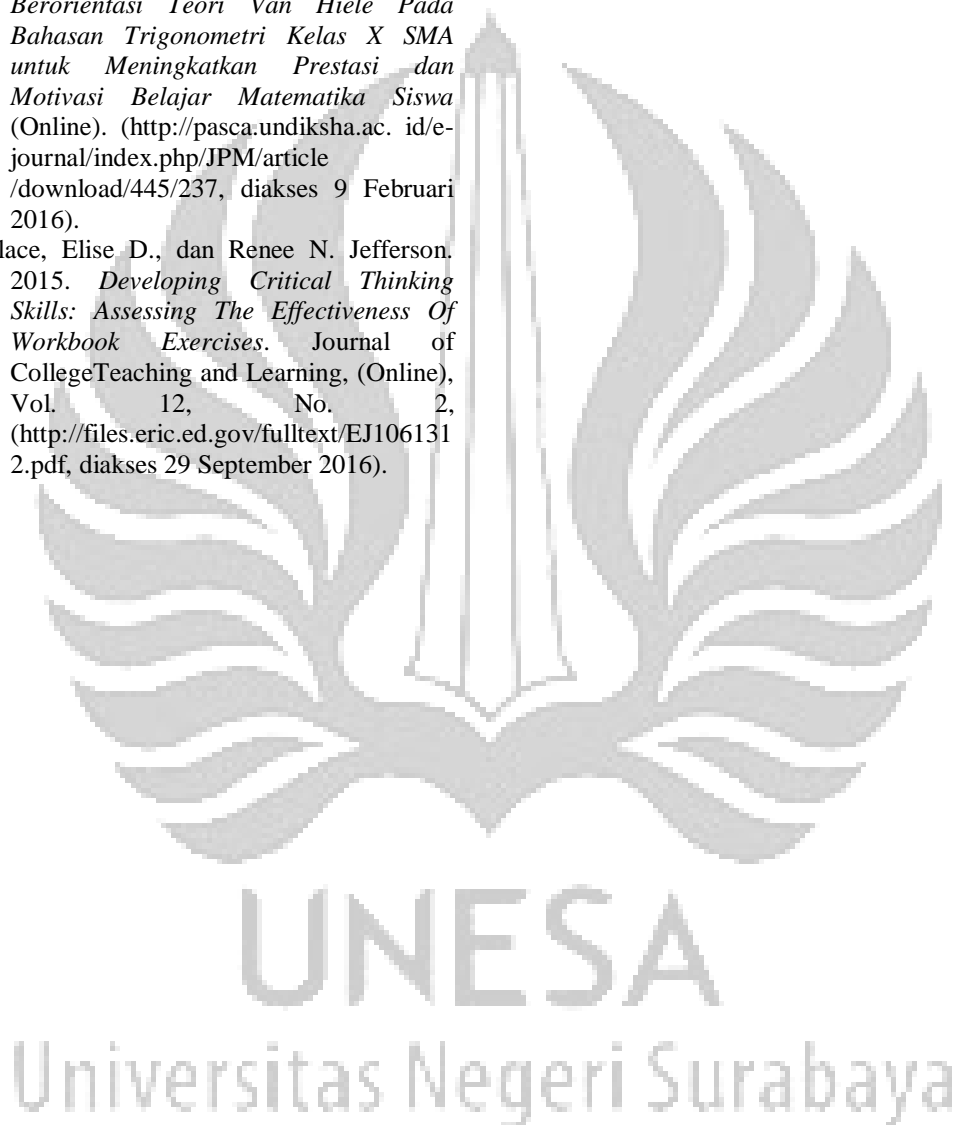 Berorientasi Teori Van Hiele Pada
Bahasan Trigonometri Kelas X SMA
untuk Meningkatkan Prestasi dan
Motivasi Belajar Matematika Siswa
(Online). (http://pasca.undiksha.ac. id/e-
journal/index.php/JPM/article
/download/445/237, diakses 9 Februari
2016).
lace, Elise D., dan Renee N. Jefferson.
2015. Developing Critical Thinking
Skills: Assessing The Effectiveness Of
Workbook Exercises. Journal of
CollegeTeaching and Learning, (Online),
Vol. 12, No. 2,
(http://files.eric.ed.gov/fulltext/EJ106131
2.pdf, diakses 29 September 2016).
UNESA
Universitas Negeri Surabaya